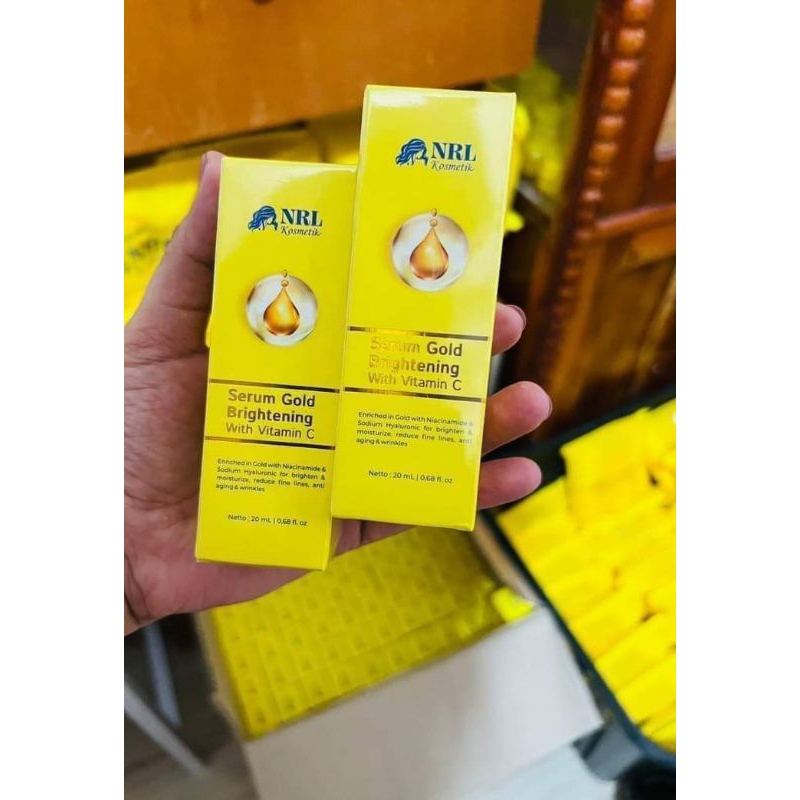 NRL
Kosmetik
Serum Gold
Brightening
With Vitamin C
Enriched in Gold with Niacinamide &
Sodium Hyaluronic for brighten &
moisturize, reduce fine lines, anti
aging & wrinkles
Netto : 20 mL | 0,68 fl. oz
NRL
Kosmetik
Serum Gold
Brightening
With Vitamin C
Enriched in Gold with Niacinamide &
Sodium Hyaluronic for brighten &
moisturize, reduce fine lines, anti
aging & wrinkles
Netto : 20 mL | 0,68 fl. oz